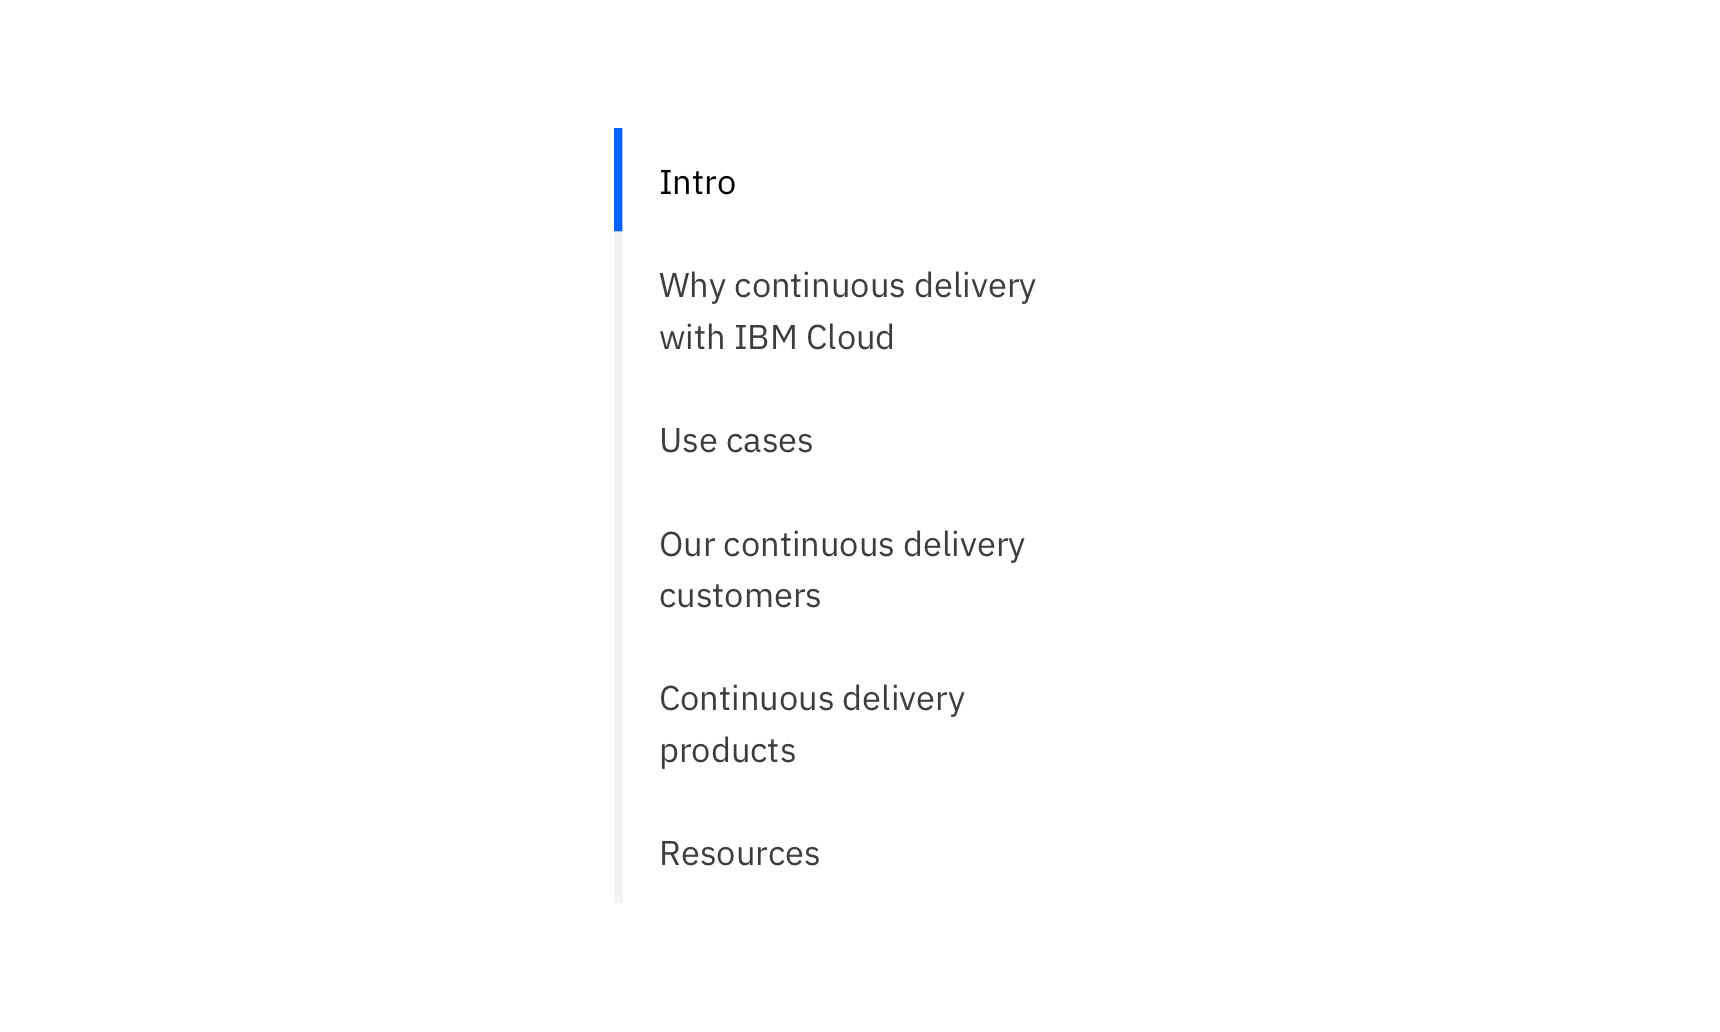 Intro
Why continuous delivery
with IBM Cloud
Use cases
Our continuous delivery
customers
Continuous delivery
products
Resources